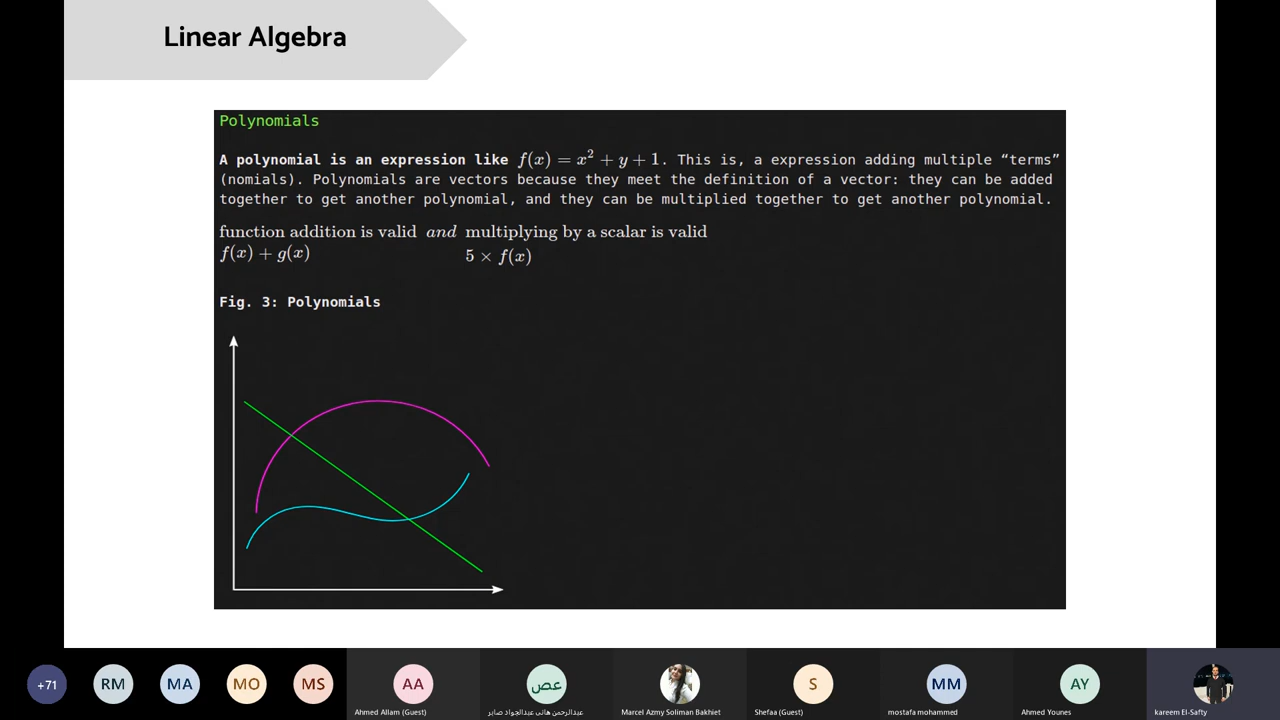 Linear Algebra
Polynomials
A polynomial is an expression like f(x) = x² + y + 1. This is, a expression adding multiple “terms”
(nomials). Polynomials are vectors because they meet the definition of a vector: they can be added
together to get another polynomial, and they can be multiplied together to get another polynomial.
function addition is valid and multiplying by a scalar is valid
f(x) + g(x) 5 × f(x)
Fig. 3: Polynomials
+71 RM MA MO MS AA عص S MM AY
Ahmed Allam (Guest) عبدالرحمن هانى عبدالجواد صابر Marcel Azmy Soliman Bakhiet Shefaa (Guest) mostafa mohammed Ahmed Younes kareem El-Safty